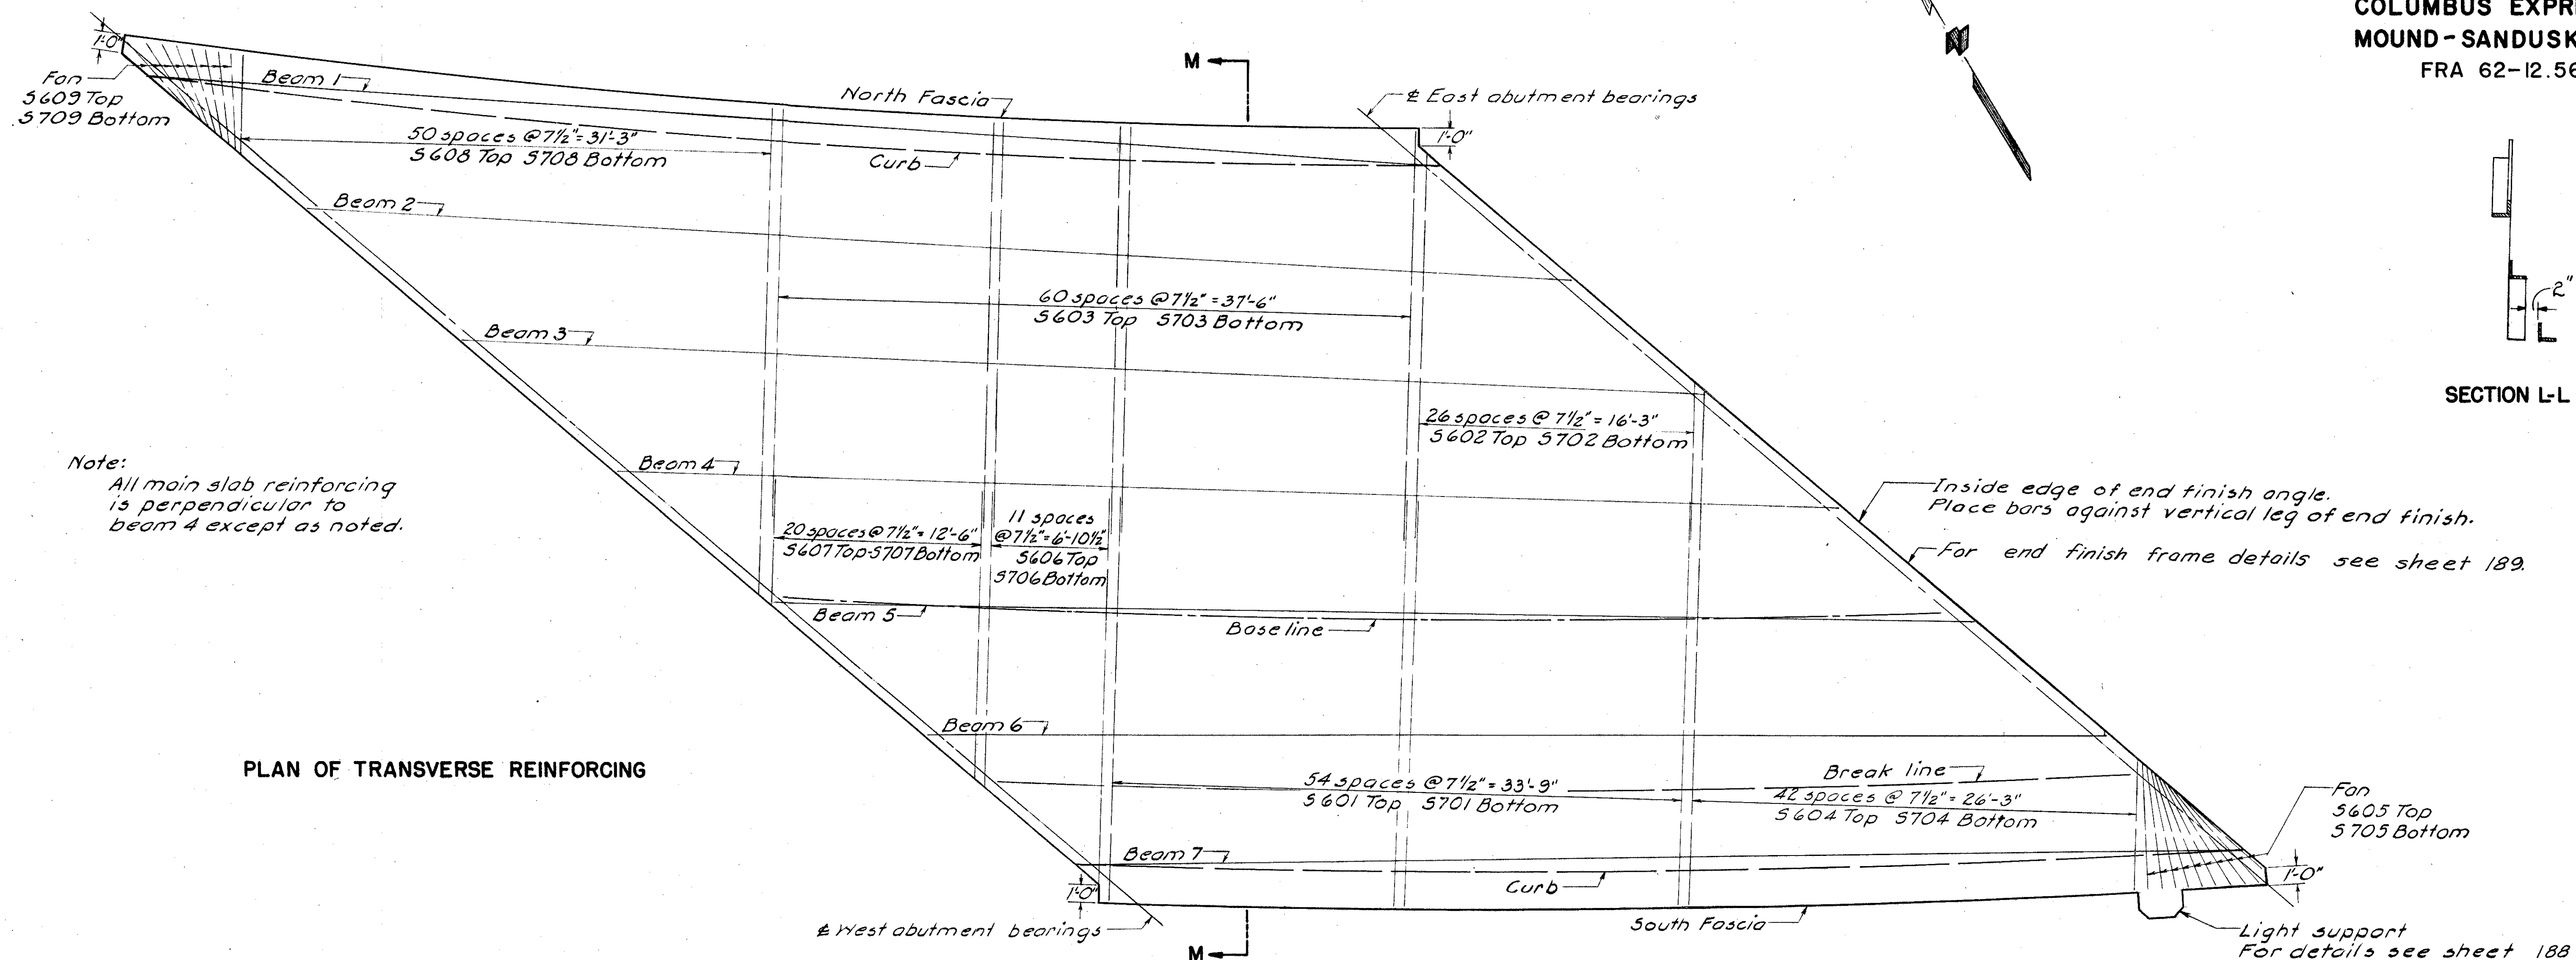 COLUMBUS EXPR
MOUND-SANDUSK
FRA 62-12.56
1'-0"
Fan
S609 Top
S709 Bottom
Beam 1
North Fascia
M
℄ East abutment bearings
1'-0"
50 spaces @ 7½" = 31'-3"
S608 Top S708 Bottom
Curb
Beam 2
60 spaces @ 7½" = 37'-6"
S603 Top S703 Bottom
Beam 3
2"
L
SECTION L-L
26 spaces @ 7½" = 16'-3"
S602 Top S702 Bottom
Note:
All main slab reinforcing
is perpendicular to
beam 4 except as noted.
Beam 4
Inside edge of end finish angle.
Place bars against vertical leg of end finish.
20 spaces @ 7½" = 12'-6"
S607 Top-S707 Bottom
11 spaces
@ 7½" = 6'-10½"
S606 Top
S706 Bottom
For end finish frame details see sheet 189.
Beam 5
Base line
Beam 6
PLAN OF TRANSVERSE REINFORCING
54 spaces @ 7½" = 33'-9"
S601 Top S701 Bottom
Break line
42 spaces @ 7½" = 26'-3"
S604 Top S704 Bottom
Fan
S605 Top
S705 Bottom
Beam 7
Curb
1'-0"
1'-0"
℄ West abutment bearings
M
South Fascia
Light support
For details see sheet 188